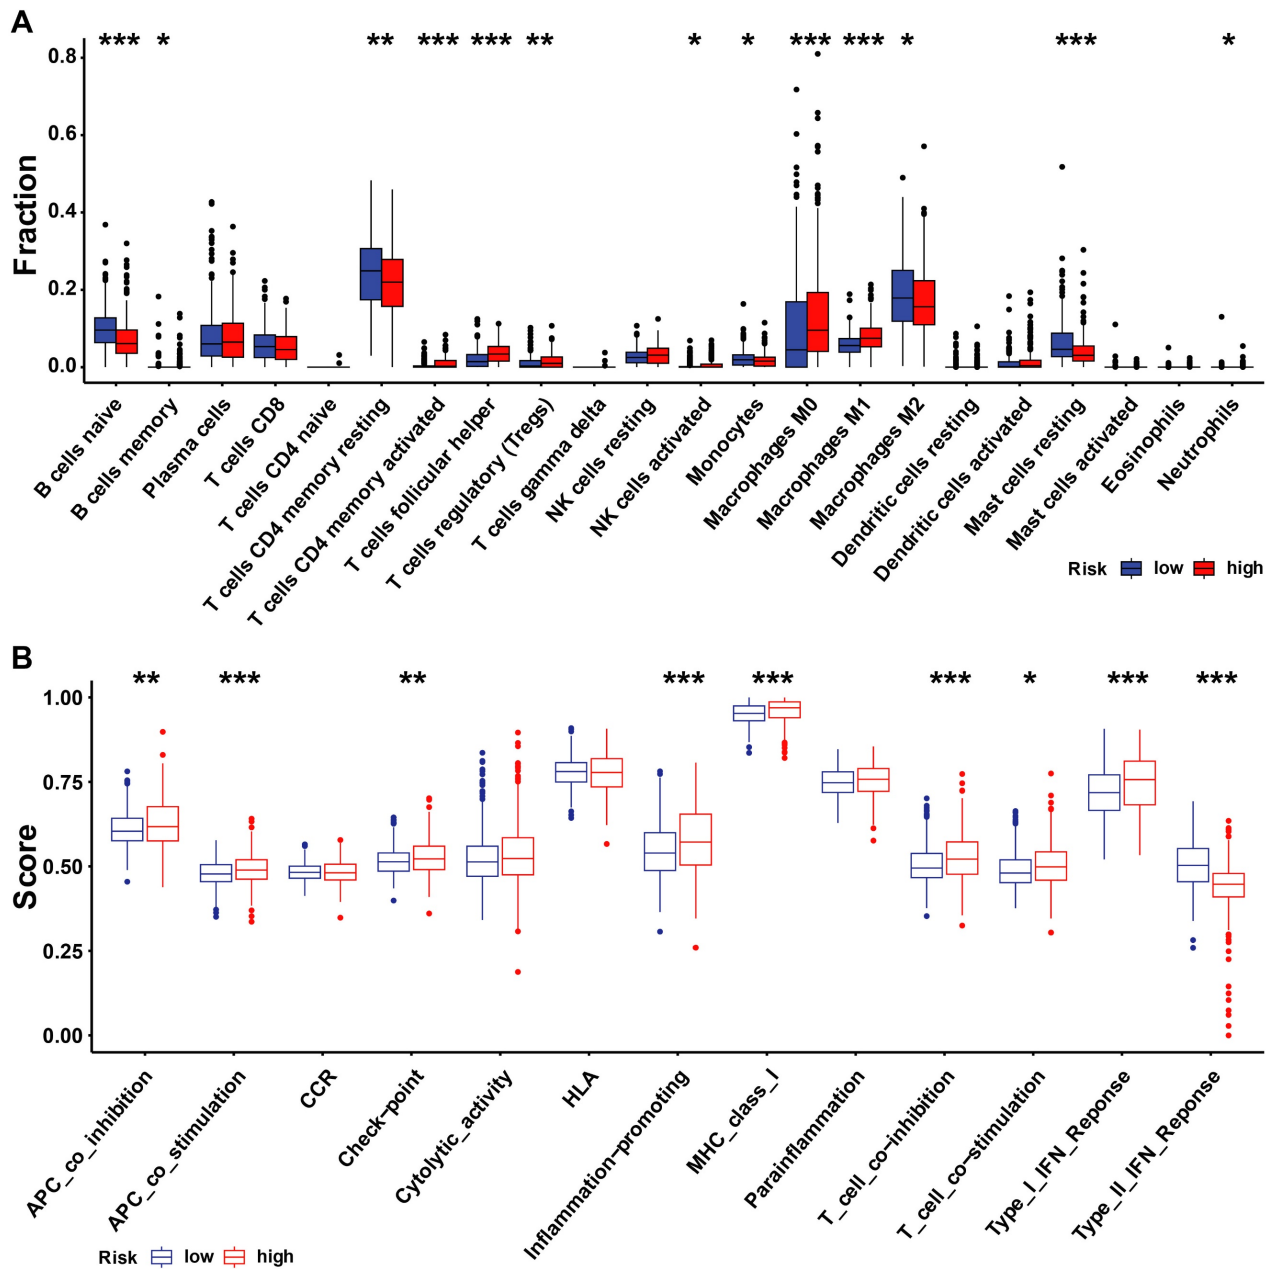 A
*** * ** *** *** ** * * *** *** * *** *
Fraction
0.8
0.6
0.4
0.2
0.0
B cells naive
B cells memory
Plasma cells
T cells CD8
T cells CD4 naive
T cells CD4 memory resting
T cells CD4 memory activated
T cells follicular helper
T cells regulatory (Tregs)
T cells gamma delta
NK cells resting
NK cells activated
Monocytes
Macrophages M0
Macrophages M1
Macrophages M2
Dendritic cells resting
Dendritic cells activated
Mast cells resting
Mast cells activated
Eosinophils
Neutrophils
Risk low high
B
** *** ** *** *** *** * *** ***
Score
1.00
0.75
0.50
0.25
0.00
APC_co_inhibition
APC_co_stimulation
CCR
Check−point
Cytolytic_activity
HLA
Inflammation−promoting
MHC_class_I
Parainflammation
T_cell_co−inhibition
T_cell_co−stimulation
Type_I_IFN_Reponse
Type_II_IFN_Reponse
Risk low high